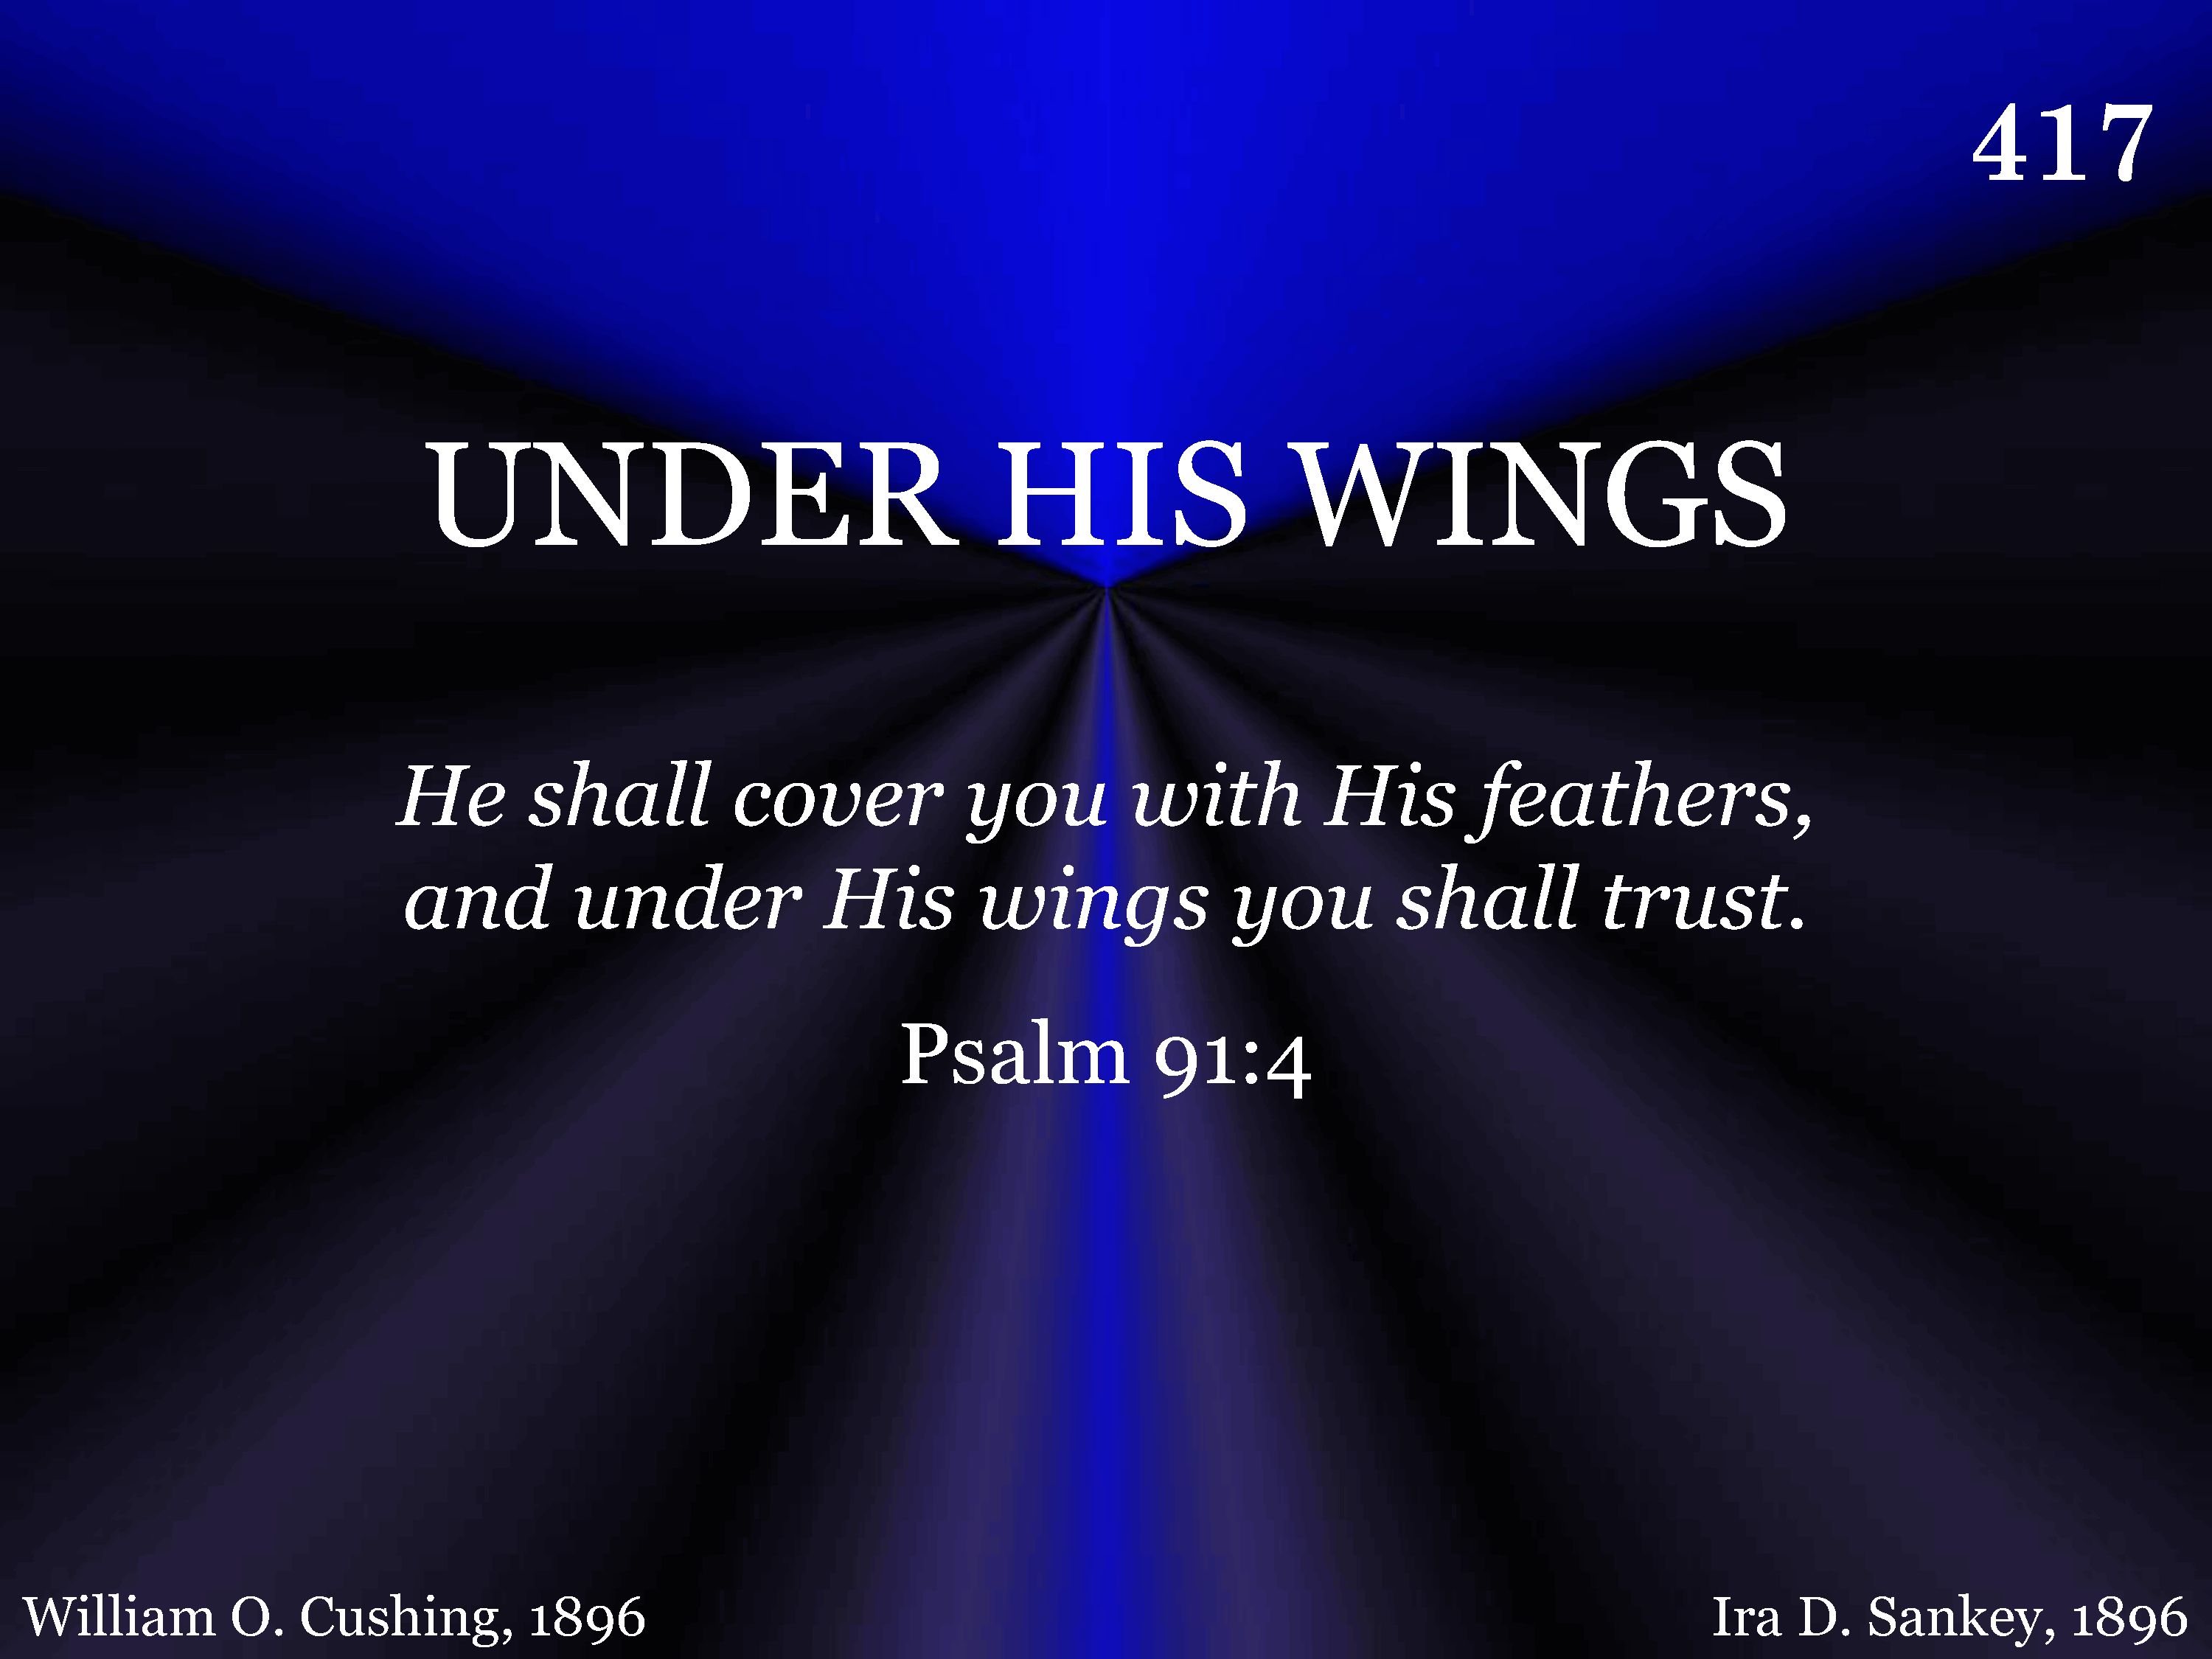 417
UNDER HIS WINGS
He shall cover you with His feathers,
and under His wings you shall trust.
Psalm 91:4
William O. Cushing, 1896
Ira D. Sankey, 1896